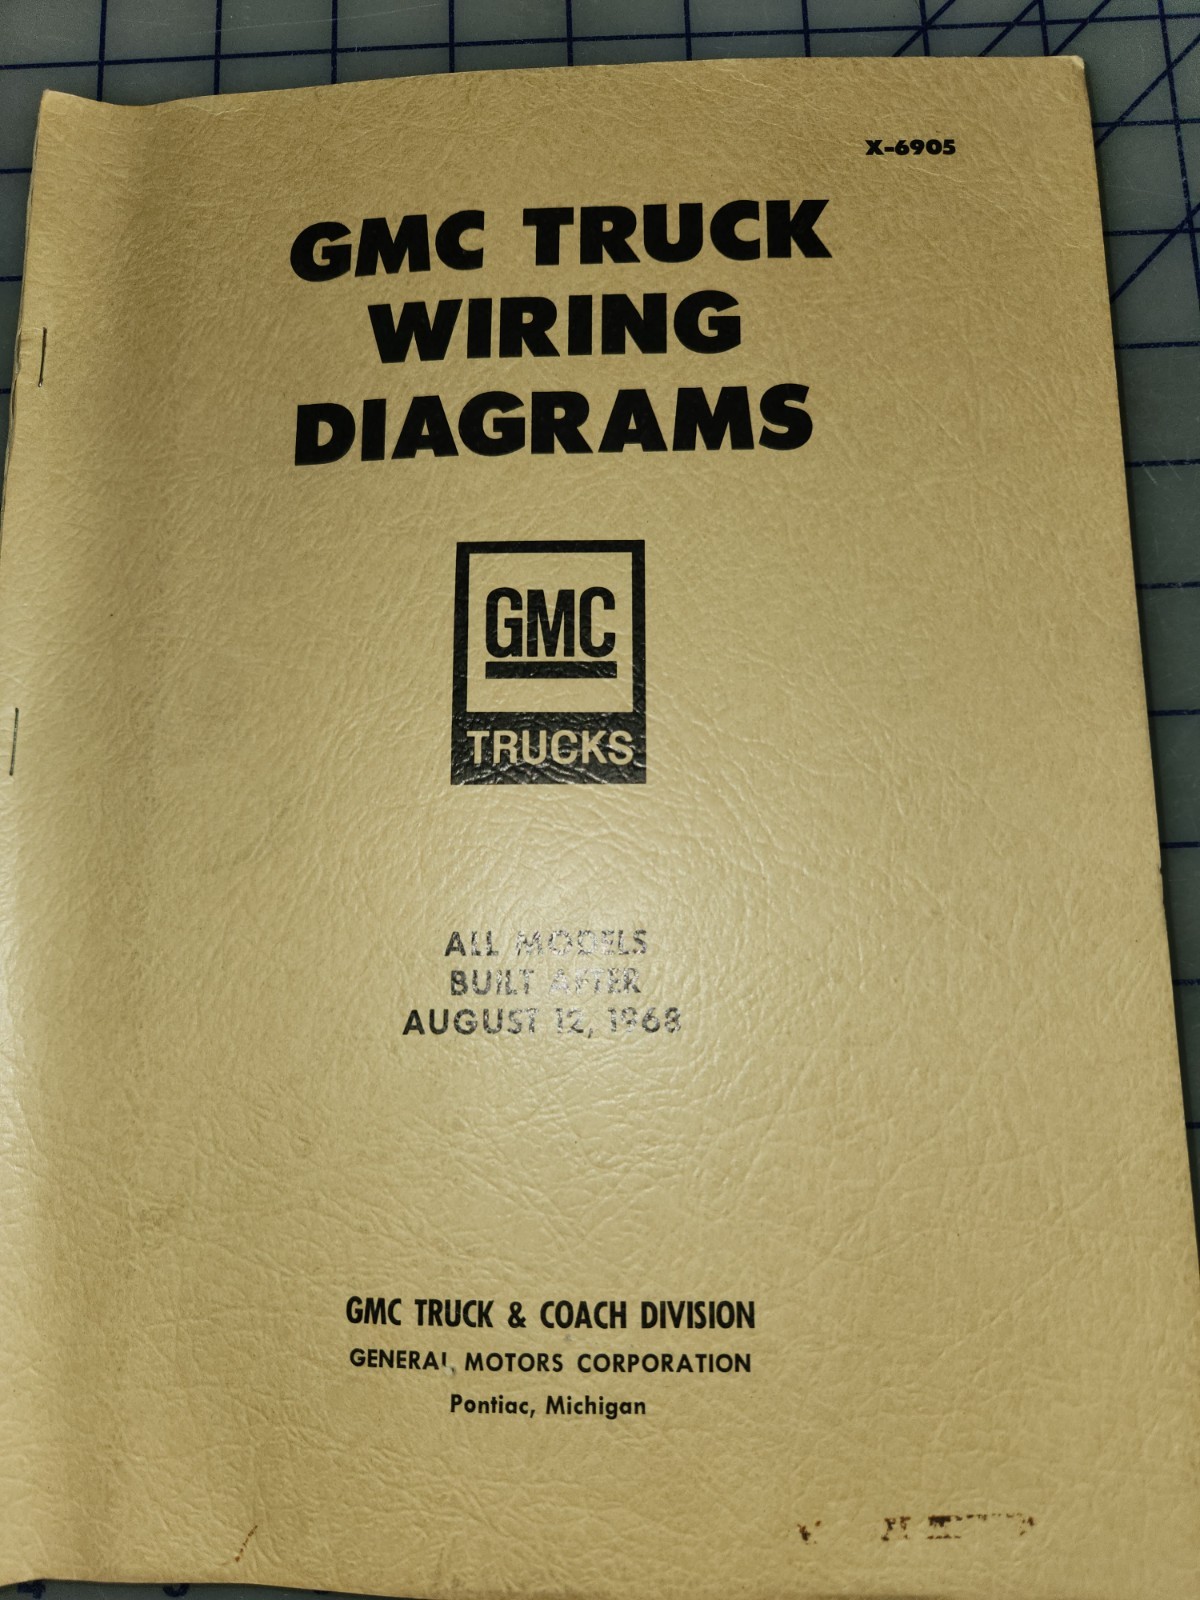 X-6905
GMC TRUCK
WIRING
DIAGRAMS
GMC
TRUCKS
ALL MODELS
BUILT AFTER
AUGUST 12, 1968
GMC TRUCK & COACH DIVISION
GENERAL MOTORS CORPORATION
Pontiac, Michigan
4